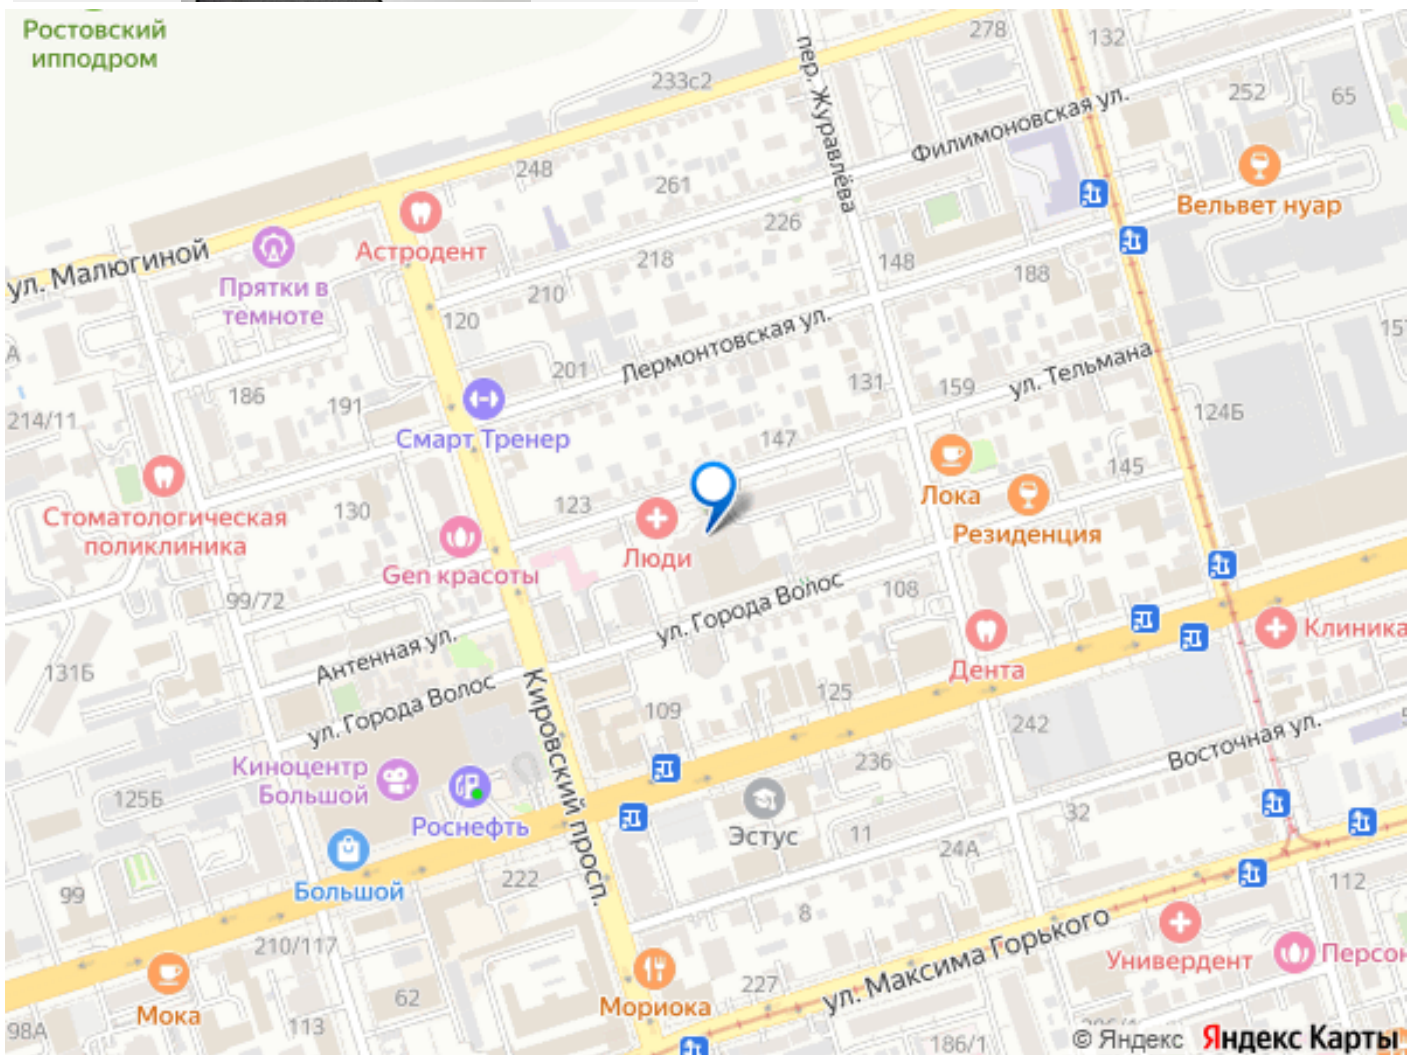 Ростовский
ипподром
278
132
пер. Журавлёва
233с2
252
65
Филимоновская ул.
248
261
226
Вельвет нуар
Астродент
ул. Малюгиной
218
148
188
Прятки в
темноте
210
120
Лермонтовская ул.
201
131
159
ул. Тельмана
186
191
214/11
124Б
Смарт Тренер
147
145
Лока
123
130
Стоматологическая
поликлиника
Резиденция
Люди
Gen красоты
99/72
ул. Города Волос
108
Клиника
Антенная ул.
131Б
Дента
ул. Города Волос
125
109
Кировский просп.
242
Восточная ул.
Киноцентр
Большой
236
125Б
Роснефть
Эстус
11
32
24А
Большой
222
99
112
8
210/117
ул. Максима Горького
Универдент
Мориока
227
62
Мока
98А
113
186/1
© Яндекс Яндекс Карты